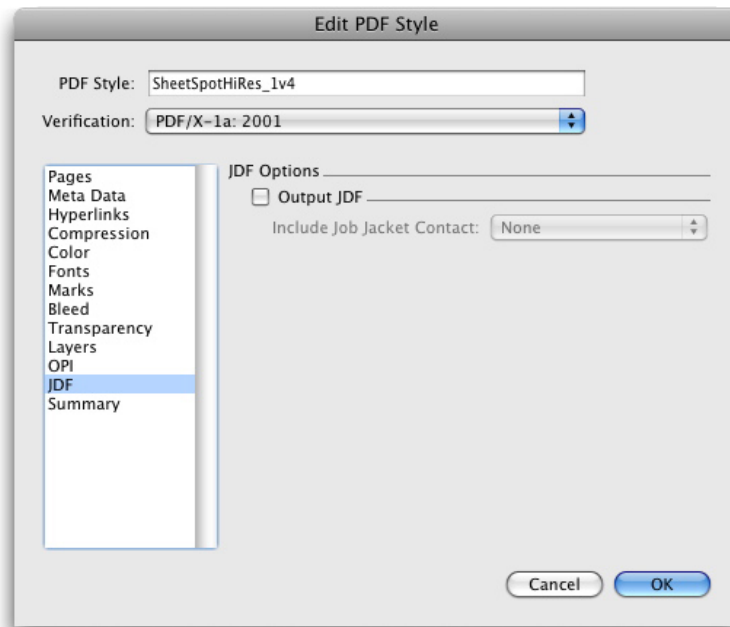 Edit PDF Style
PDF Style: SheetSpotHiRes_1v4
Verification: PDF/X-1a: 2001
Pages
Meta Data
Hyperlinks
Compression
Color
Fonts
Marks
Bleed
Transparency
Layers
OPI
JDF
Summary
JDF Options
Output JDF
Include Job Jacket Contact: None
Cancel OK